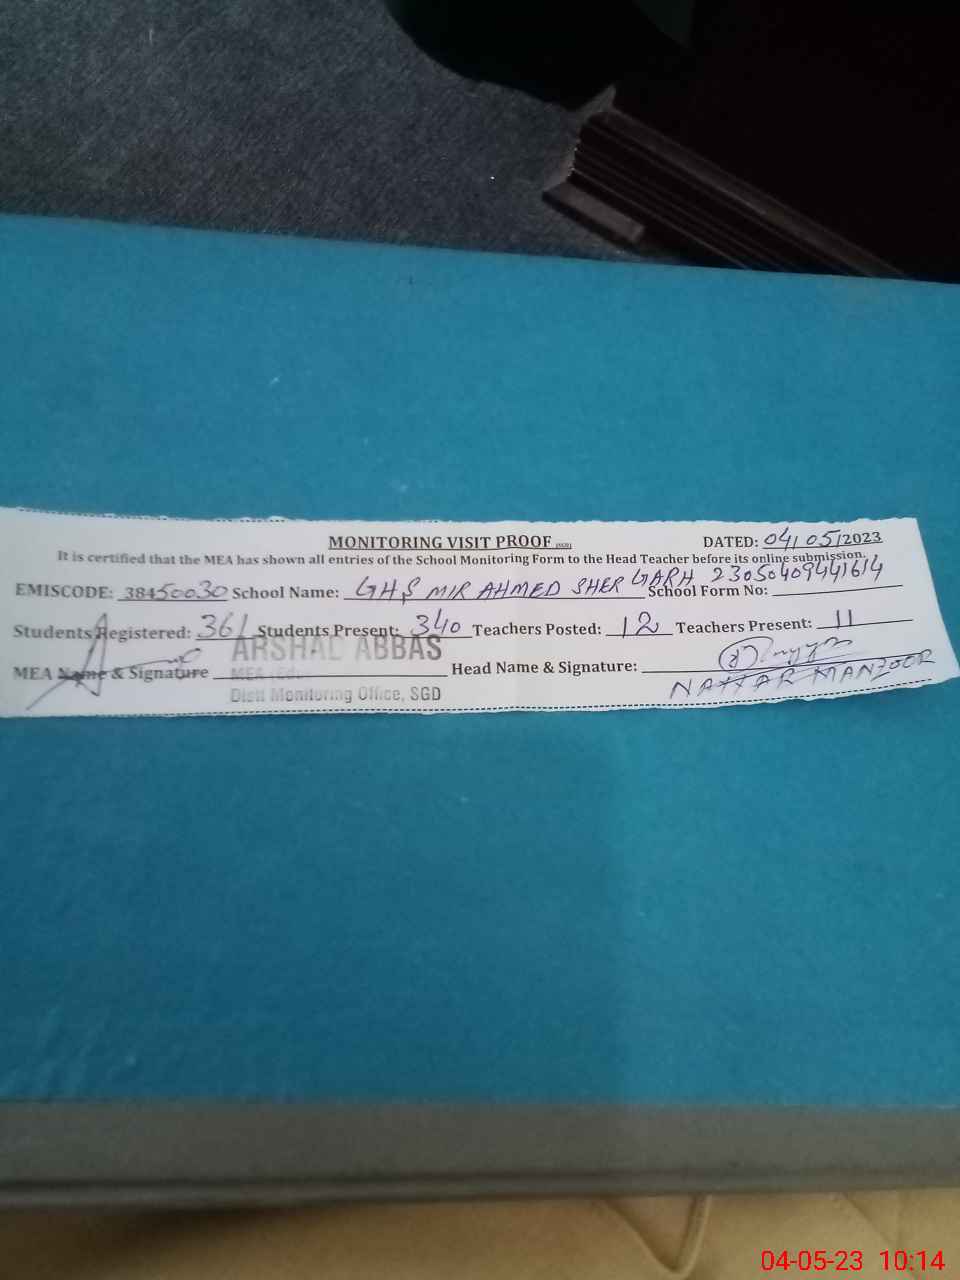 MONITORING VISIT PROOF
DATED: 04/05/2023
It is certified that the MEA has shown all entries of the School Monitoring Form to the Head Teacher before its online submission.
EMISCODE: 38450030 School Name: GHS MIR AHMED SHER GARH School Form No: 23050409441614
Students Registered: 361 Students Present: 340 Teachers Posted: 12 Teachers Present: 11
MEA Name & Signature ARSHAD ABBAS Head Name & Signature:
MEA
Distt Monitoring Office, SGD
MANZOOR
04-05-23 10:14